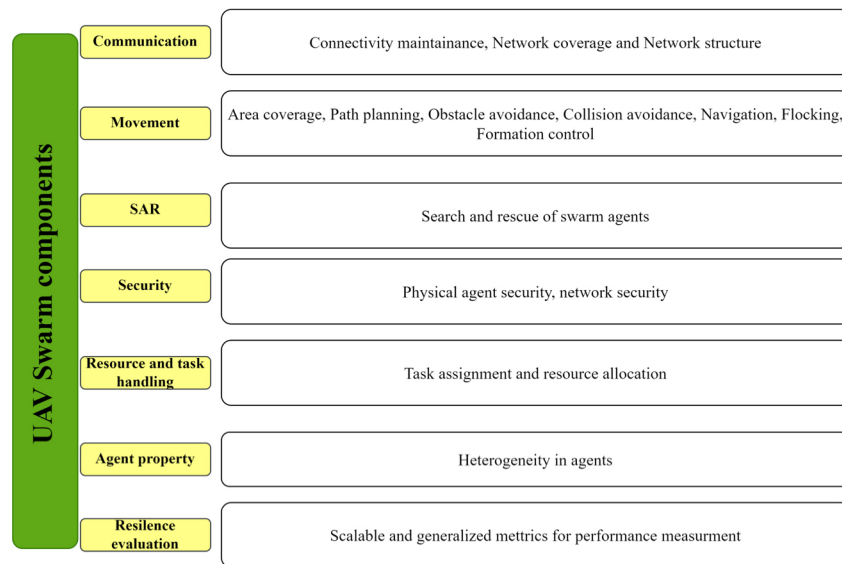 UAV Swarm components
Communication
Connectivity maintainance, Network coverage and Network structure
Movement
Area coverage, Path planning, Obstacle avoidance, Collision avoidance, Navigation, Flocking,
Formation control
SAR
Search and rescue of swarm agents
Security
Physical agent security, network security
Resource and task
handling
Task assignment and resource allocation
Agent property
Heterogeneity in agents
Resilence
evaluation
Scalable and generalized mettrics for performance measurment